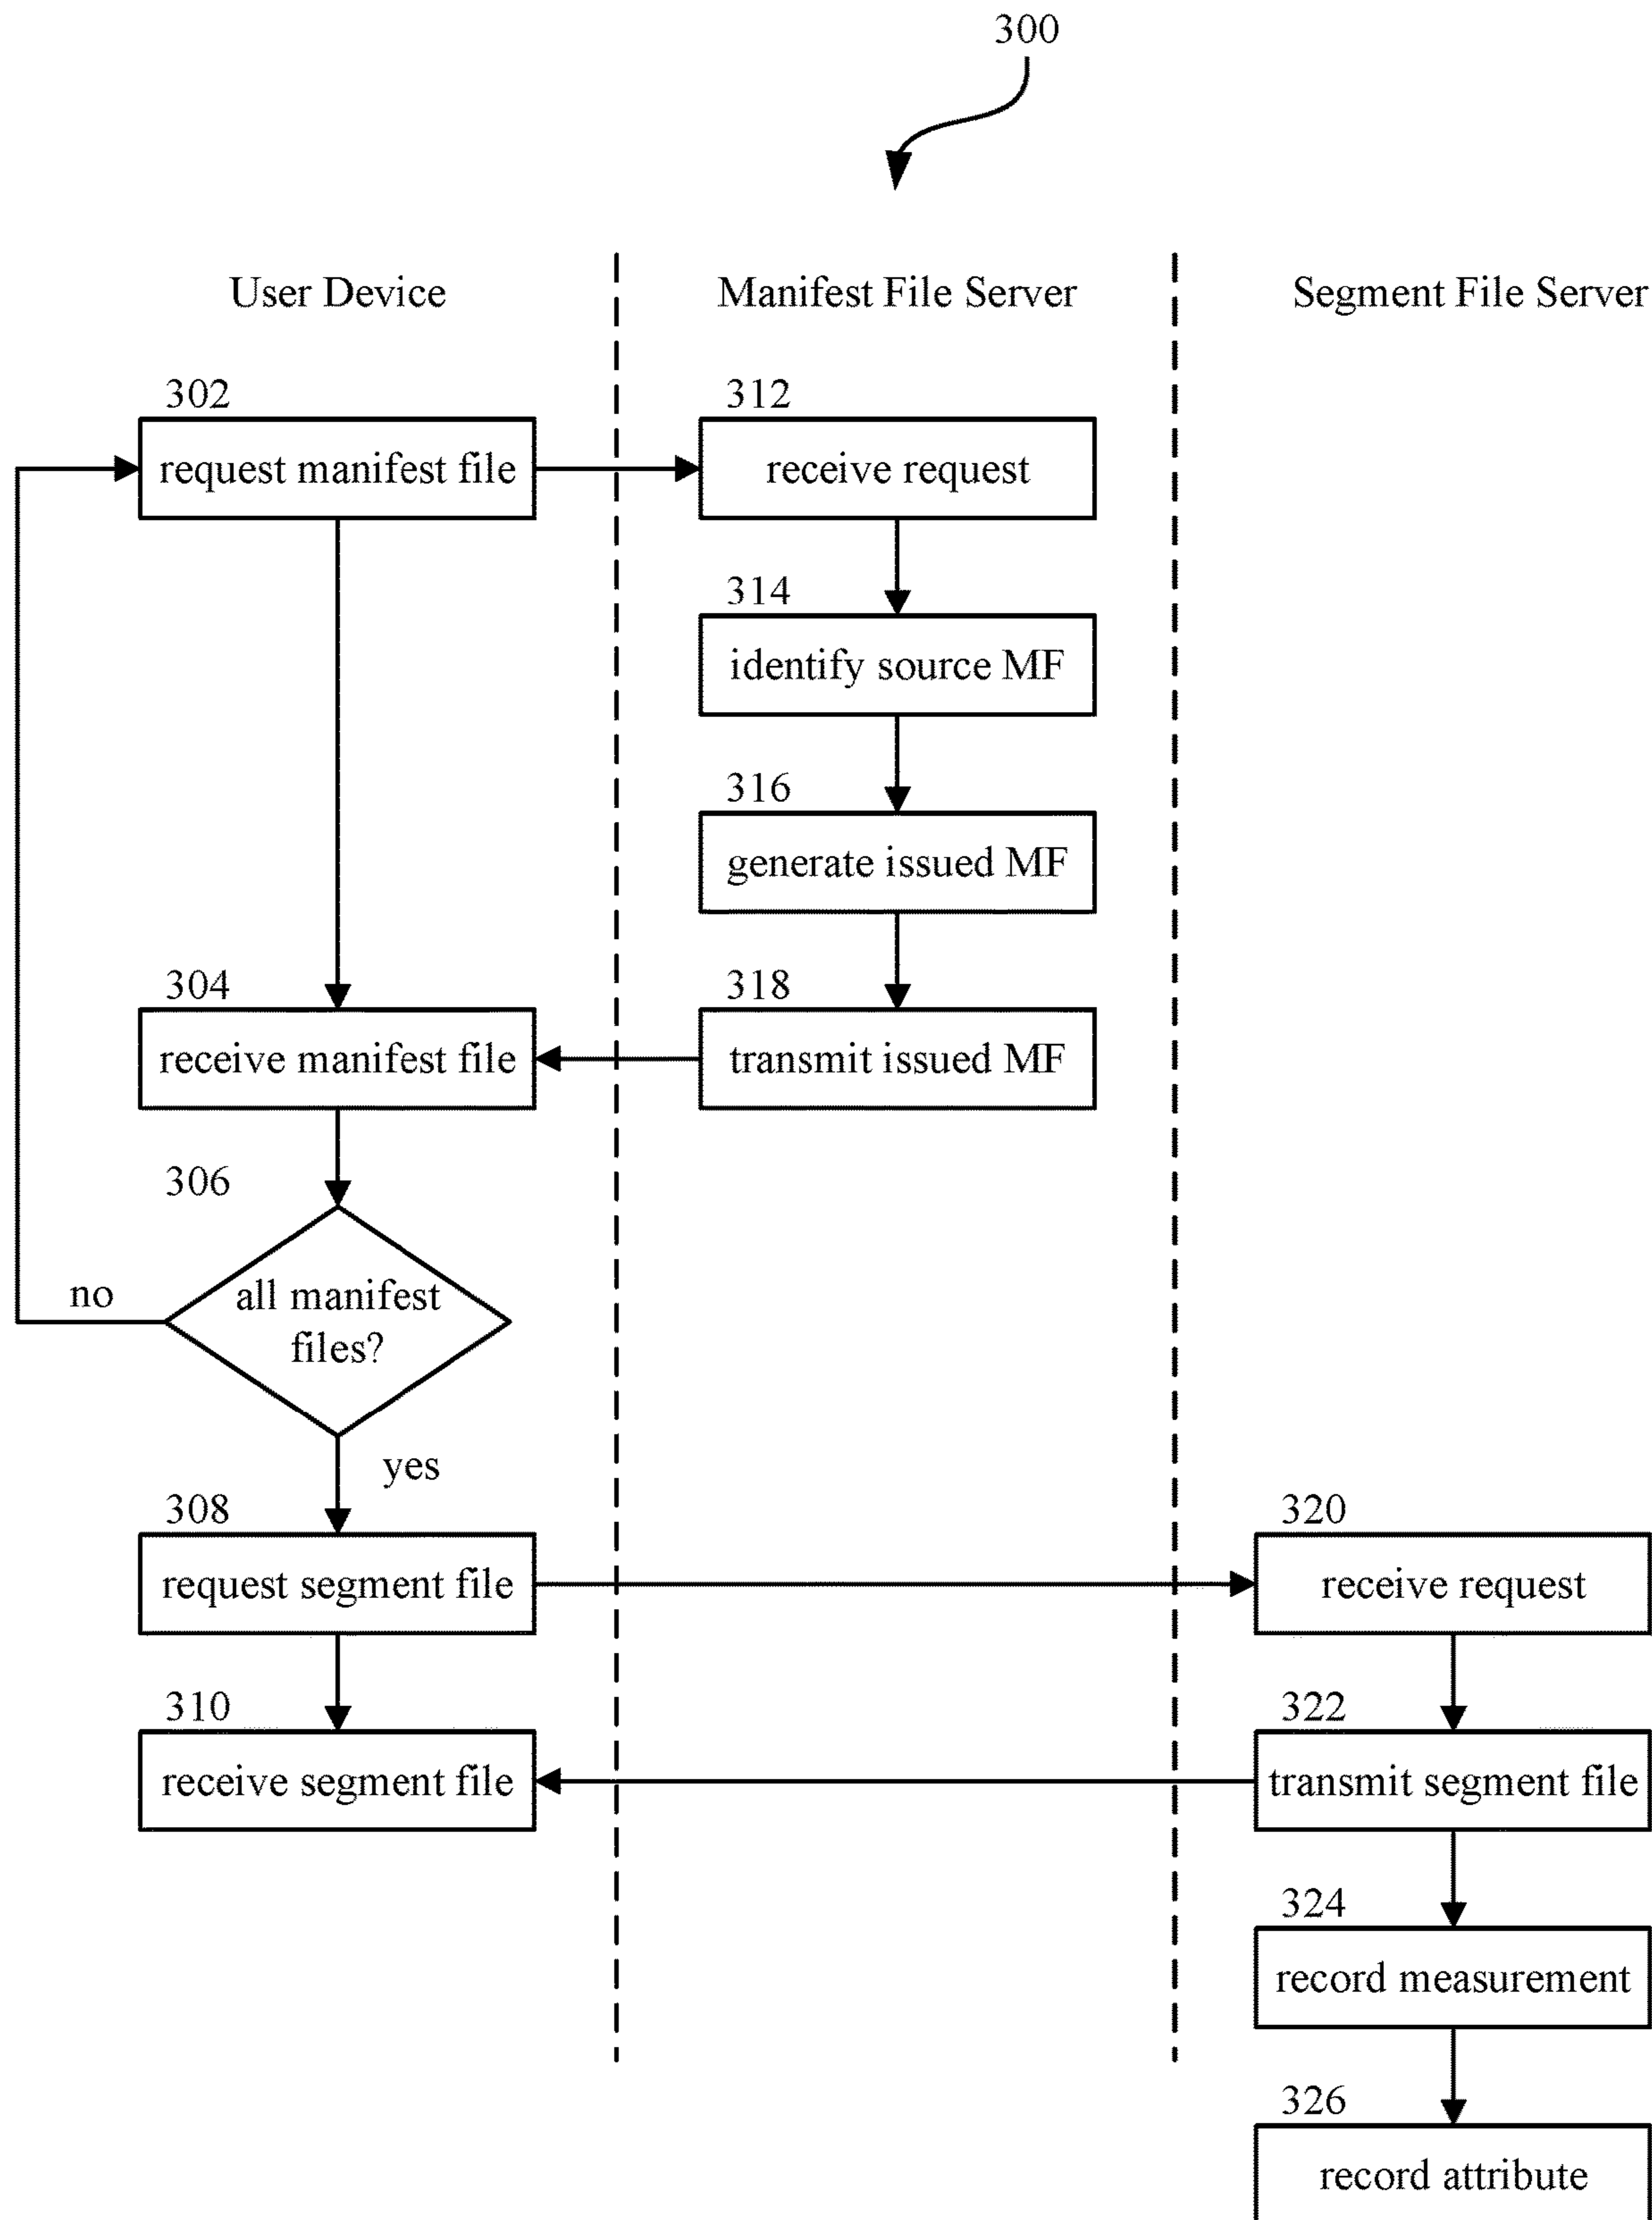 300
User Device
Manifest File Server
Segment File Server
302
request manifest file
312
receive request
314
identify source MF
316
generate issued MF
304
receive manifest file
318
transmit issued MF
306
all manifest
files?
no
yes
308
request segment file
320
receive request
310
receive segment file
322
transmit segment file
324
record measurement
326
record attribute